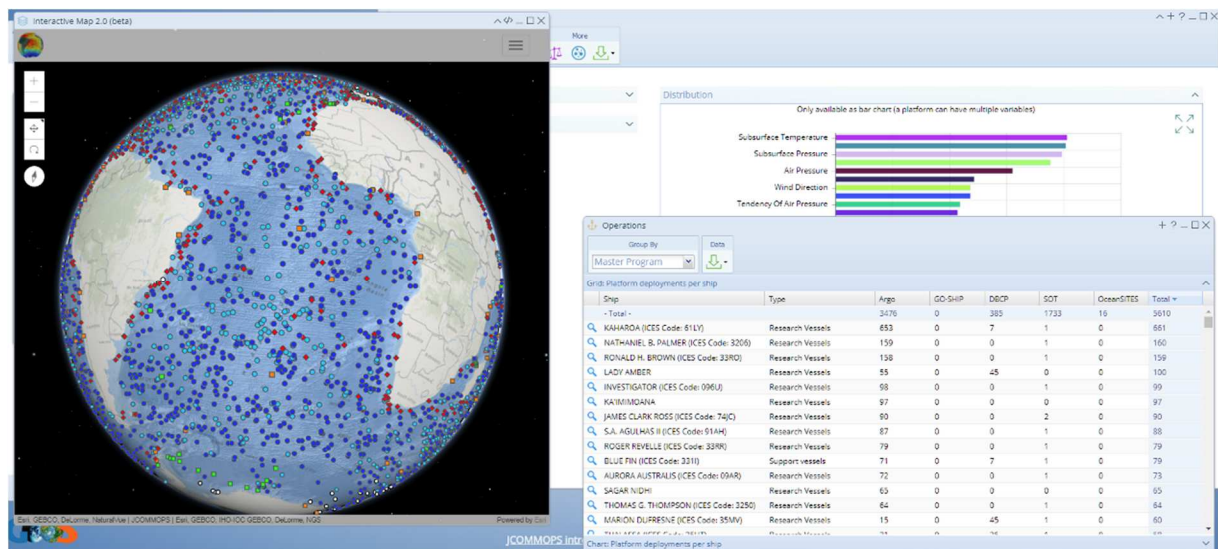 Interactive Map 2.0 (beta)
Esri, GEBCO, DeLorme, NaturalVue | JCOMMOPS | Esri, GEBCO, IHO-IOC GEBCO, DeLorme, NGS
Powered by Esri
More
Distribution
Only available as bar chart (a platform can have multiple variables)
Subsurface Temperature
Subsurface Pressure
Air Pressure
Wind Direction
Tendency Of Air Pressure
Operations
Group By
Data
Master Program
Grid: Platform deployments per ship
Ship Type Argo GO-SHIP DBCP SOT OceanSITES Total
- Total - 3476 0 385 1733 16 5610
KAHAROA (ICES Code: 61LY) Research Vessels 653 0 7 1 0 661
NATHANIEL B. PALMER (ICES Code: 3206) Research Vessels 159 0 0 1 0 160
RONALD H. BROWN (ICES Code: 33RO) Research Vessels 158 0 0 1 0 159
LADY AMBER Research Vessels 55 0 45 0 0 100
INVESTIGATOR (ICES Code: 096U) Research Vessels 98 0 0 1 0 99
KA'IMIMOANA Research Vessels 97 0 0 0 0 97
JAMES CLARK ROSS (ICES Code: 74JC) Research Vessels 90 0 0 2 0 90
S.A. AGULHAS II (ICES Code: 91AH) Research Vessels 87 0 0 1 0 88
ROGER REVELLE (ICES Code: 33RR) Research Vessels 79 0 0 1 0 79
BLUE FIN (ICES Code: 331I) Support vessels 71 0 7 1 0 79
AURORA AUSTRALIS (ICES Code: 09AR) Research Vessels 72 0 0 1 0 73
SAGAR NIDHI Research Vessels 65 0 0 0 0 65
THOMAS G. THOMPSON (ICES Code: 3250) Research Vessels 64 0 0 1 0 64
MARION DUFRESNE (ICES Code: 35MV) Research Vessels 15 0 45 1 0 60
Chart: Platform deployments per ship
JCOMMOPS